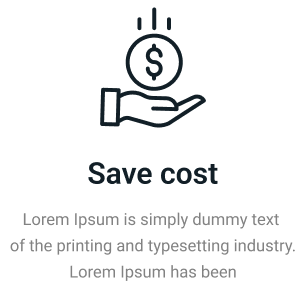 $
Save cost
Lorem Ipsum is simply dummy text
of the printing and typesetting industry.
Lorem Ipsum has been